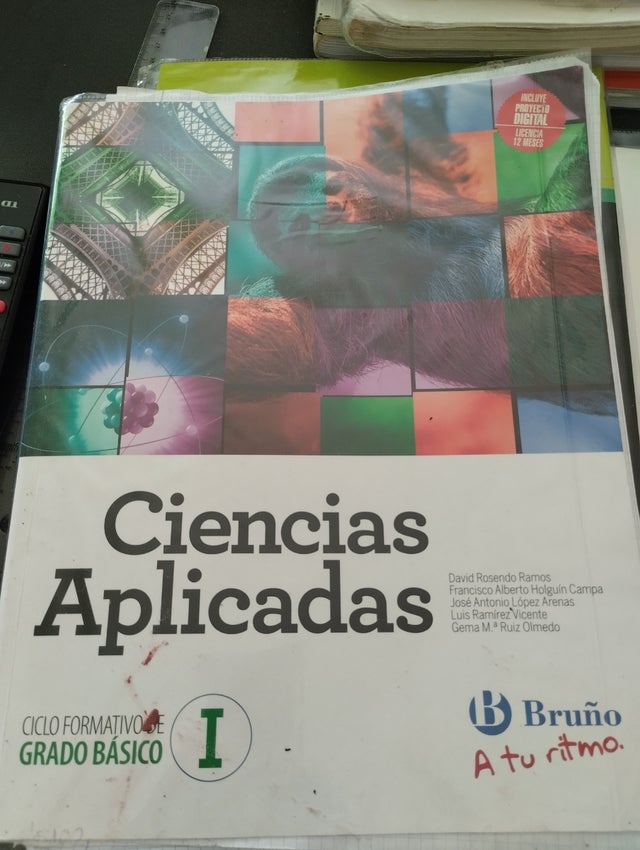 INCLUYE
PROYECTO
DIGITAL
LICENCIA
12 MESES
Ciencias
Aplicadas
David Rosendo Ramos
Francisco Alberto Holguín Campa
José Antonio López Arenas
Luis Ramírez Vicente
Gema M.ª Ruiz Olmedo
CICLO FORMATIVO DE
GRADO BÁSICO
I
Bruño
A tu ritmo.